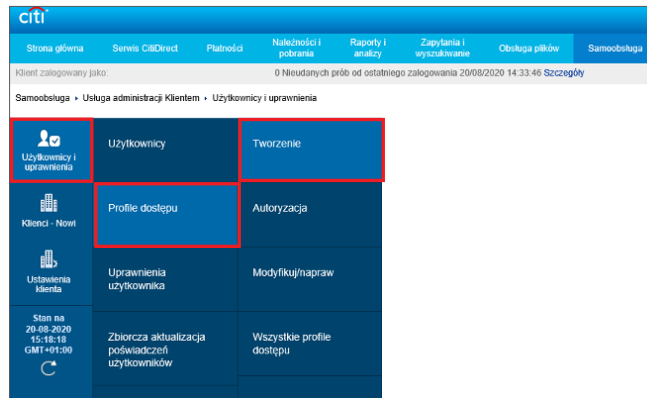 citi
Strona główna
Serwis CitiDirect
Płatności
Należności i
pobrania
Raporty i
analizy
Zapytania i
wyszukiwanie
Obsługa plików
Samoobsługa
Klient zalogowany jako:
0 Nieudanych prób od ostatniego zalogowania 20/08/2020 14:33:46 Szczegóły
Samoobsługa ▸ Usługa administracji Klientem ▸ Użytkownicy i uprawnienia
Użytkownicy i
uprawnienia
Użytkownicy
Tworzenie
Klienci - Nowi
Profile dostępu
Autoryzacja
Ustawienia
klienta
Uprawnienia
użytkownika
Modyfikuj/napraw
Stan na
20-08-2020
15:18:18
GMT+01:00
Zbiorcza aktualizacja
poświadczeń
użytkowników
Wszystkie profile
dostępu